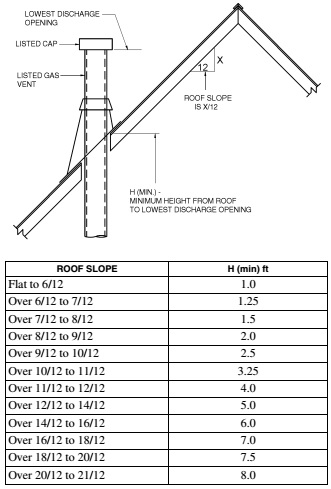 LOWEST DISCHARGE
OPENING
LISTED CAP
LISTED GAS
VENT
X
12
ROOF SLOPE
IS X/12
H (MIN.) -
MINIMUM HEIGHT FROM ROOF
TO LOWEST DISCHARGE OPENING
ROOF SLOPE H (min) ft
Flat to 6/12 1.0
Over 6/12 to 7/12 1.25
Over 7/12 to 8/12 1.5
Over 8/12 to 9/12 2.0
Over 9/12 to 10/12 2.5
Over 10/12 to 11/12 3.25
Over 11/12 to 12/12 4.0
Over 12/12 to 14/12 5.0
Over 14/12 to 16/12 6.0
Over 16/12 to 18/12 7.0
Over 18/12 to 20/12 7.5
Over 20/12 to 21/12 8.0